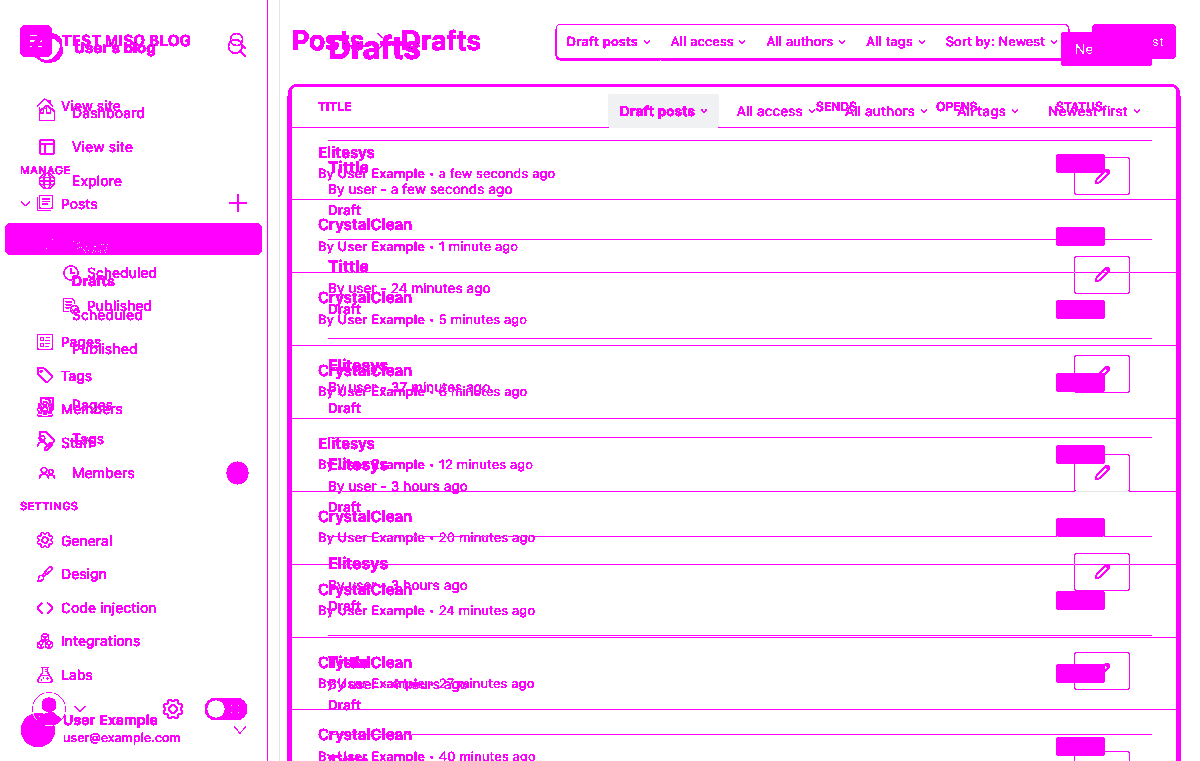 TEST MISO BLOG
User's Blog
View site
Dashboard
View site
MANAGE
Explore
Posts
Scheduled
Drafts
Published
Scheduled
Published
Pages
Tags
Pages
Members
Tags
Staff
Members
SETTINGS
General
Design
Code injection
Integrations
Labs
User Example
user@example.com
Posts
Drafts
Drafts
Draft posts
All access
All authors
All tags
Sort by: Newest
Ne
st
TITLE
SENDS
OPENS
STATUS
Draft posts
All access
All authors
All tags
Newest first
Elitesys
By User Example • a few seconds ago
Tittle
By user - a few seconds ago
Draft
CrystalClean
By User Example • 1 minute ago
Tittle
By user - 24 minutes ago
Draft
CrystalClean
By User Example • 5 minutes ago
Elitesys
CrystalClean
By user - 37 minutes ago
By User Example • 6 minutes ago
Draft
Elitesys
By User Example • 12 minutes ago
Elitesys
By user - 3 hours ago
Draft
CrystalClean
By User Example • 20 minutes ago
Elitesys
By user - 3 hours ago
CrystalClean
Draft
By User Example • 24 minutes ago
CrystalClean
Tittle
By User Example • 27 minutes ago
Draft
CrystalClean
By User Example • 40 minutes ago